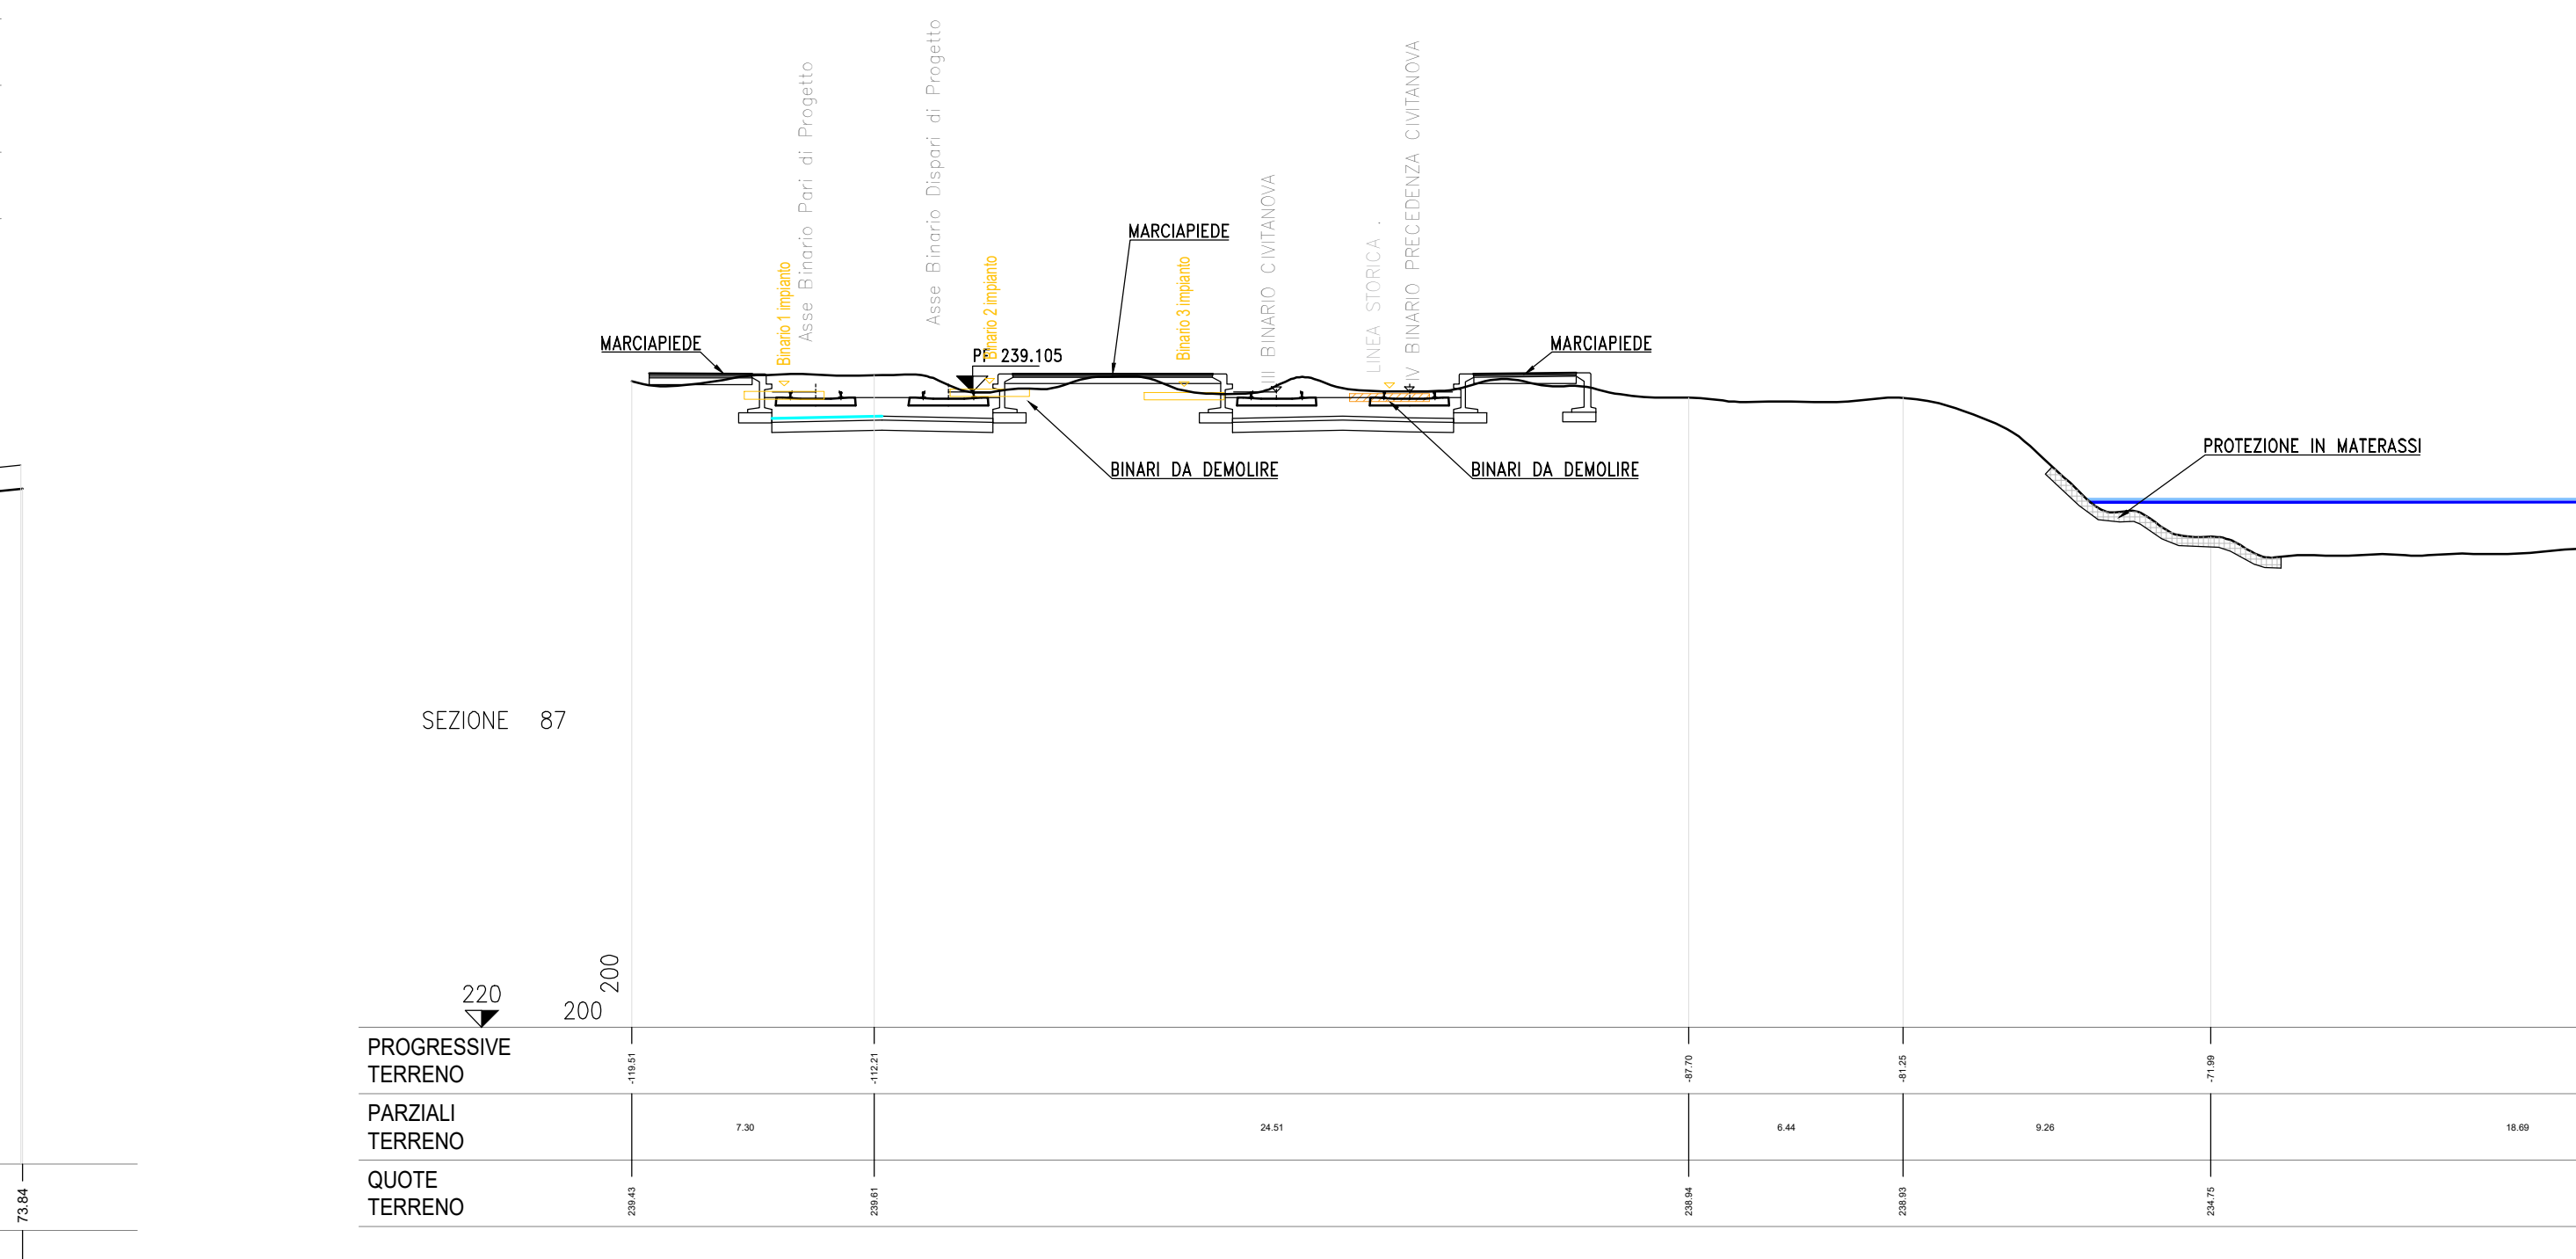 Asse Binario Pari di Progetto
Asse Binario Dispari di Progetto
III BINARIO CIVITANOVA
LINEA STORICA .
IV BINARIO PRECEDENZA CIVITANOVA
Binario 1 impianto
Binario 2 impianto
Binario 3 impianto
MARCIAPIEDE
MARCIAPIEDE
MARCIAPIEDE
PF 239.105
BINARI DA DEMOLIRE
BINARI DA DEMOLIRE
PROTEZIONE IN MATERASSI
SEZIONE 87
220
200
200
PROGRESSIVE
TERRENO
-119.51 -112.21 -87.70 -81.25 -71.99
PARZIALI
TERRENO
7.30 24.51 6.44 9.26 18.69
QUOTE
TERRENO
239.43 239.61 238.94 238.93 234.75
73.84